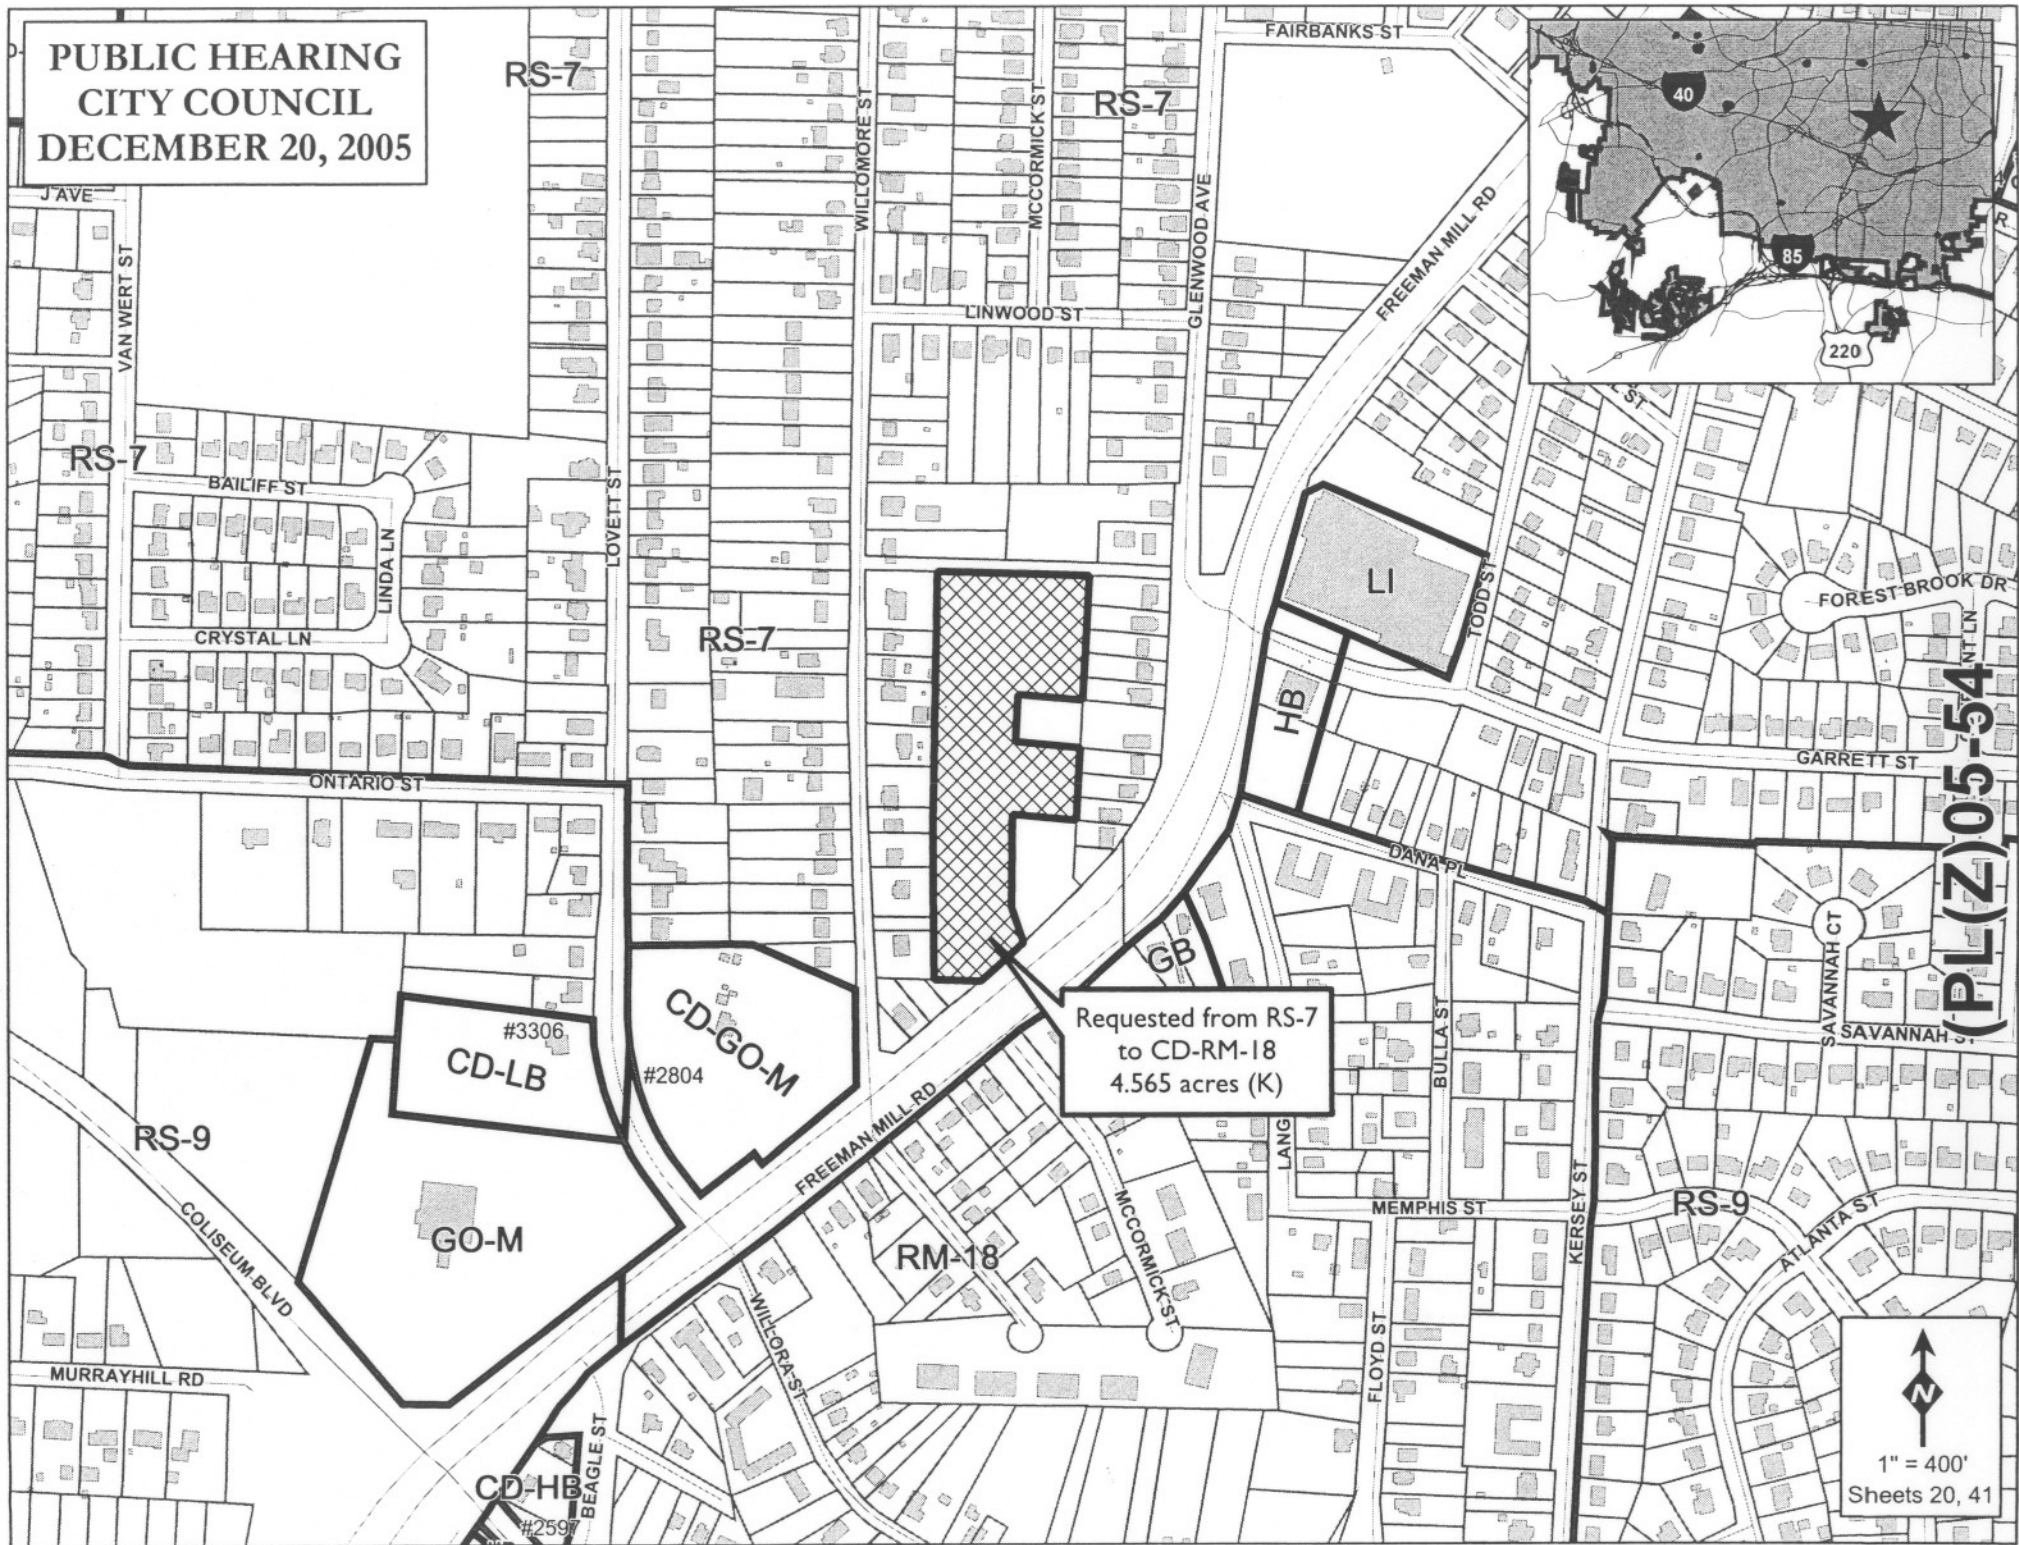 PUBLIC HEARING
CITY COUNCIL
DECEMBER 20, 2005
RS-7
RS-7
FAIRBANKS ST
40
85
220
J AVE
VAN WERT ST
WILLOMORE ST
MCCORMICK ST
GLENWOOD AVE
FREEMAN MILL RD
LINWOOD ST
RS-7
BAILIFF ST
LOVETT ST
LINDA LN
CRYSTAL LN
RS-7
LI
TODD ST
FOREST BROOK DR
NT LN
HB
ONTARIO ST
GARRETT ST
(PL(Z)05-54
DANA PL
SAVANNAH CT
GB
CD-GO-M
#3306
CD-LB
#2804
Requested from RS-7
to CD-RM-18
4.565 acres (K)
BULLA ST
SAVANNAH ST
RS-9
FREEMAN MILL RD
LANG
KERSEY ST
COLISEUM BLVD
GO-M
RM-18
MCCORMICK ST
MEMPHIS ST
RS-9
ATLANTA ST
WILLORA ST
FLOYD ST
MURRAYHILL RD
BEAGLE ST
CD-HB
#2597
N
1" = 400'
Sheets 20, 41